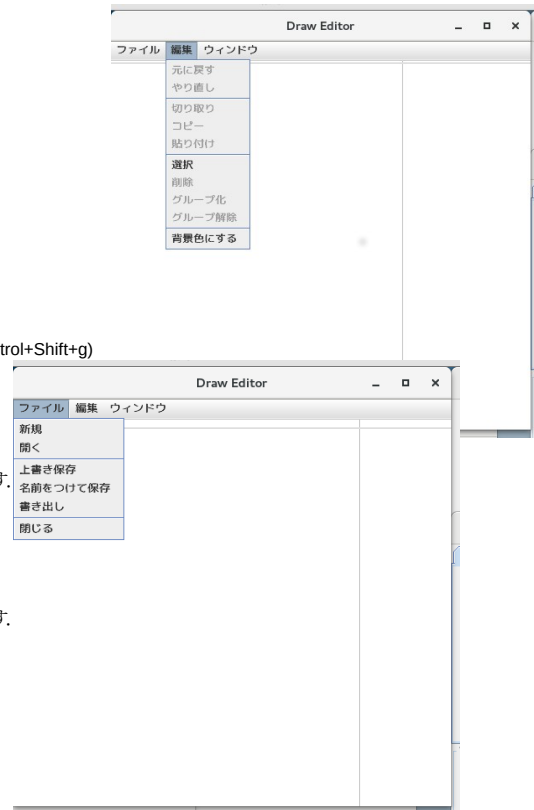 Draw Editor
ファイル 編集 ウィンドウ
元に戻す
やり直し
切り取り
コピー
貼り付け
選択
削除
グループ化
グループ解除
背景色にする
trol+Shift+g)
Draw Editor
ファイル 編集 ウィンドウ
新規
開く
上書き保存
す.
名前をつけて保存
書き出し
閉じる
す.